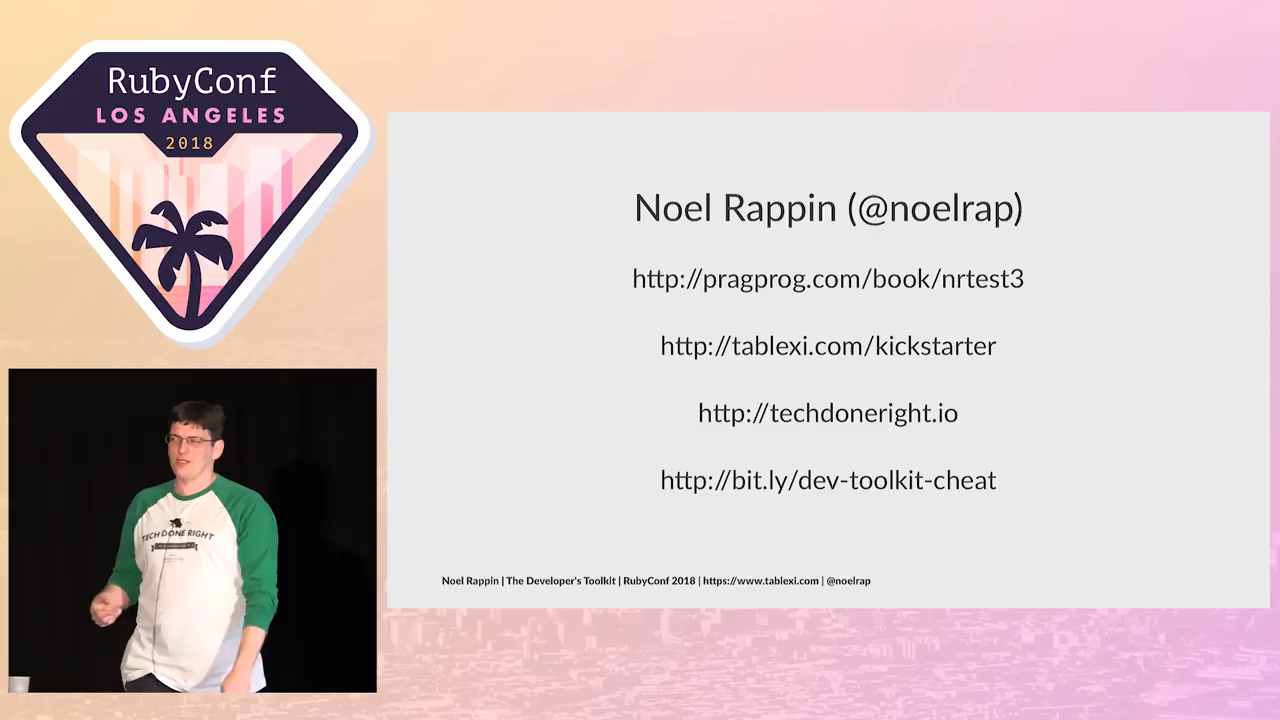 RubyConf
LOS ANGELES
2018
Noel Rappin (@noelrap)
http://pragprog.com/book/nrtest3
http://tablexi.com/kickstarter
http://techdoneright.io
http://bit.ly/dev-toolkit-cheat
Noel Rappin | The Developer's Toolkit | RubyConf 2018 | https://www.tablexi.com | @noelrap
TECH DONE RIGHT